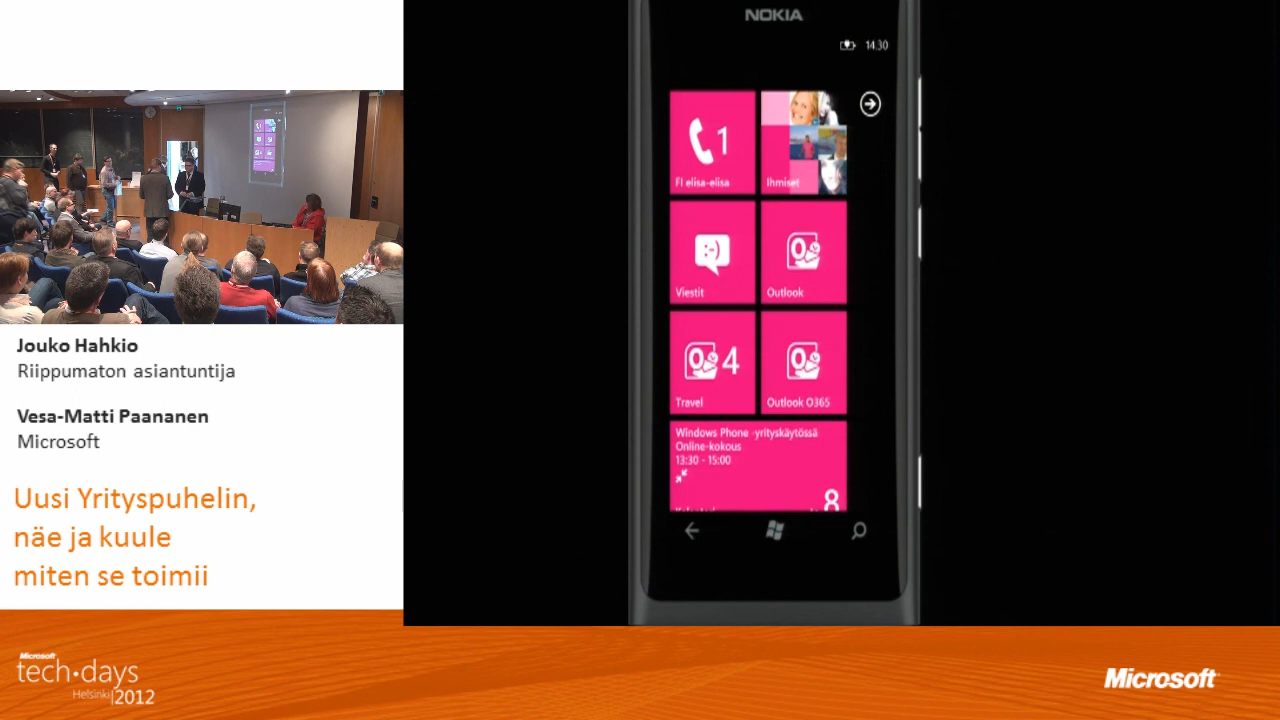 NOKIA
14.30
1
FI elisa-elisa
Ihmiset
Viestit
Outlook
4
Travel
Outlook O365
Windows Phone -yrityskäytössä
Online-kokous
13:30 - 15:00
8
Jouko Hahkio
Riippumaton asiantuntija
Vesa-Matti Paananen
Microsoft
Uusi Yrityspuhelin,
näe ja kuule
miten se toimii
Microsoft
tech•days
Helsinki|2012
Microsoft